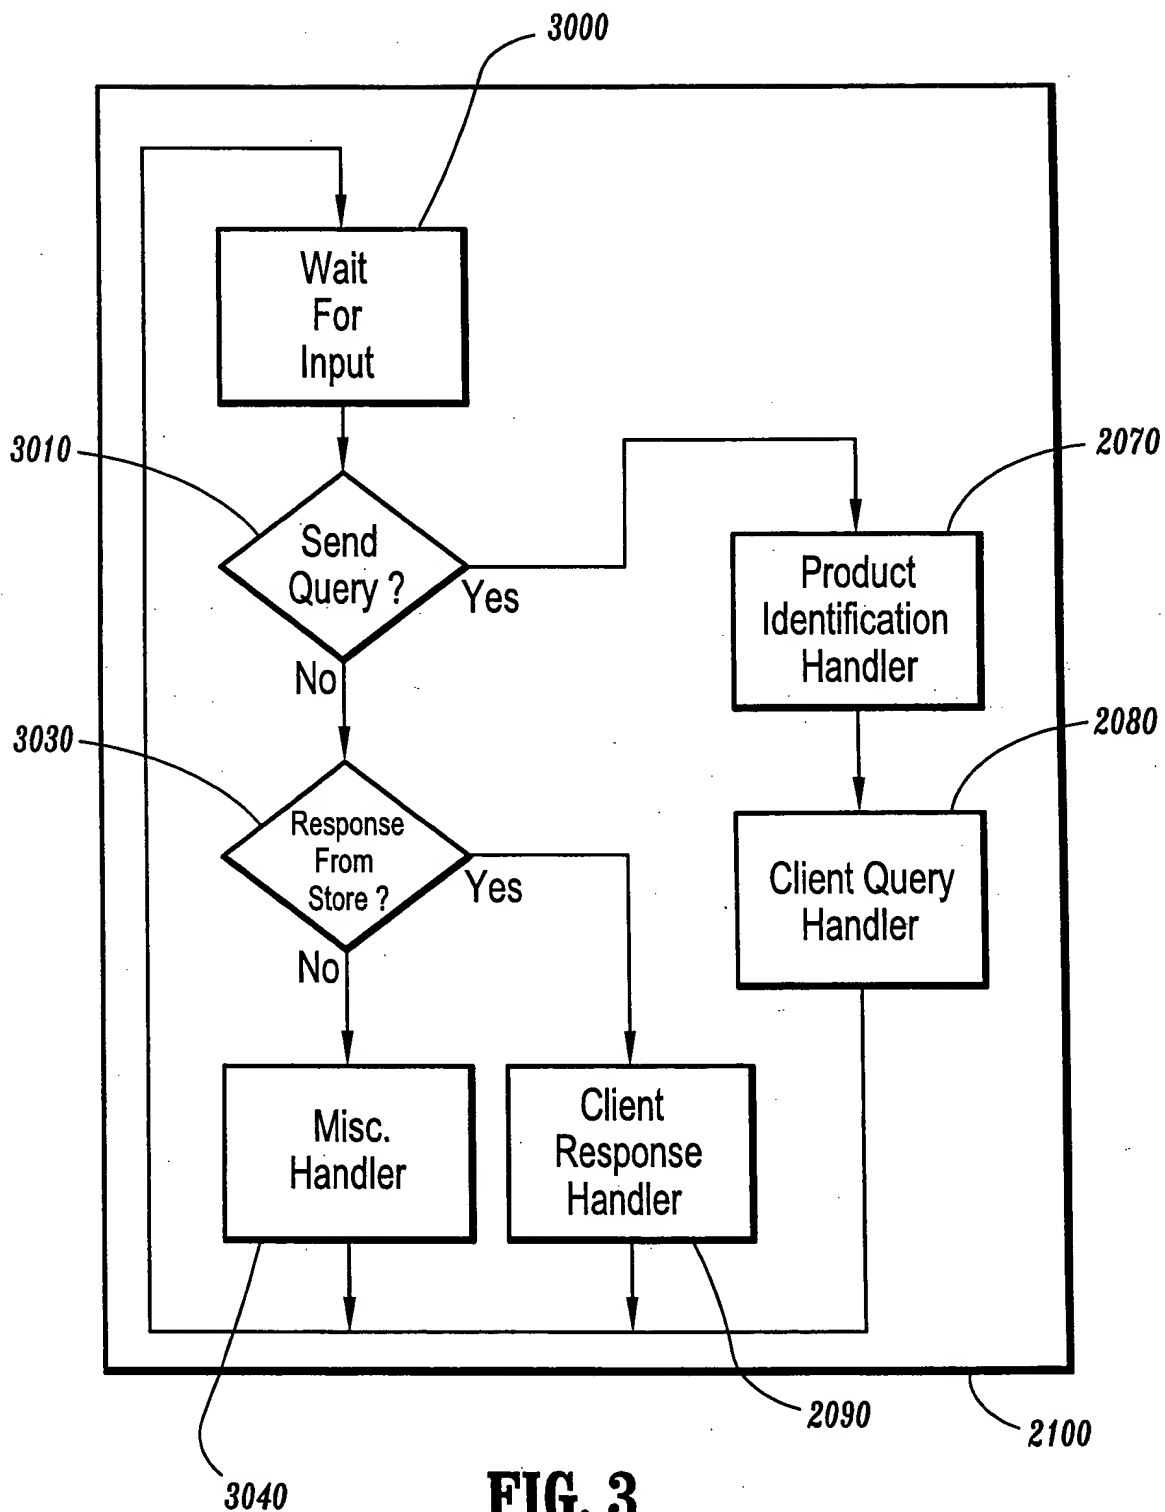 3000
Wait
For
Input
3010
Send
Query ?
Yes
No
2070
Product
Identification
Handler
2080
Client Query
Handler
3030
Response
From
Store ?
Yes
No
Misc.
Handler
Client
Response
Handler
2090
2100
3040
FIG. 3